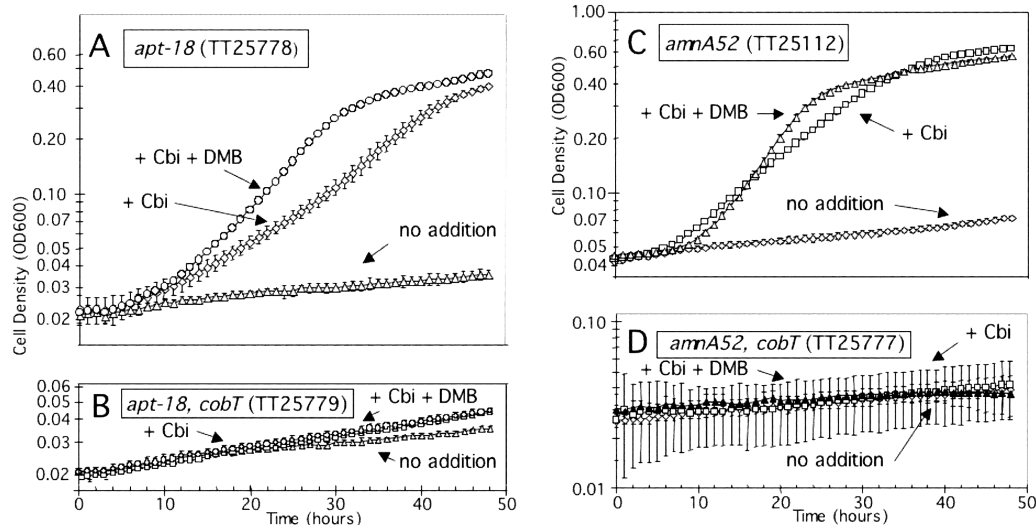 A
apt-18 (TT25778)
0.60
0.40
0.20
0.10
0.07
0.05
0.04
0.03
0.02
Cell Density (OD600)
+ Cbi + DMB
+ Cbi
no addition
B
apt-18, cobT (TT25779)
0.06
0.05
0.04
0.03
0.02
+ Cbi
+ Cbi + DMB
no addition
0 10 20 30 40 50
Time (hours)
C
amnA52 (TT25112)
1.00
0.60
0.40
0.20
0.10
0.07
0.05
0.04
Cell Density (OD600)
+ Cbi + DMB
+ Cbi
no addition
D
amnA52, cobT (TT25777)
0.10
0.01
+ Cbi
+ Cbi + DMB
no addition
0 10 20 30 40 50
Time (hours)